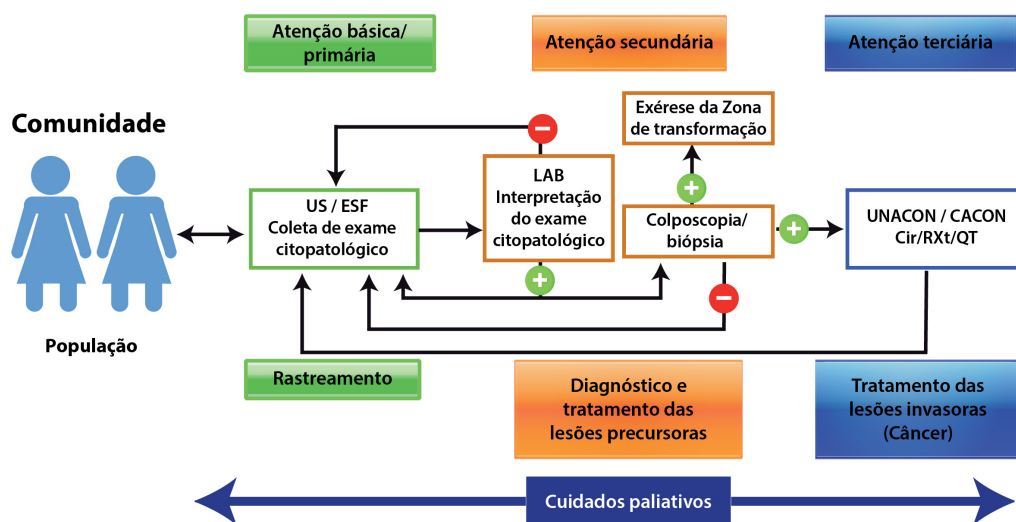 Atenção básica/
primária
Atenção secundária
Atenção terciária
Comunidade
População
US / ESF
Coleta de exame
citopatológico
LAB
Interpretação
do exame
citopatológico
Exérese da Zona
de transformação
Colposcopia/
biópsia
UNACON / CACON
Cir/RXt/QT
Rastreamento
Diagnóstico e
tratamento das
lesões precursoras
Tratamento das
lesões invasoras
(Câncer)
Cuidados paliativos